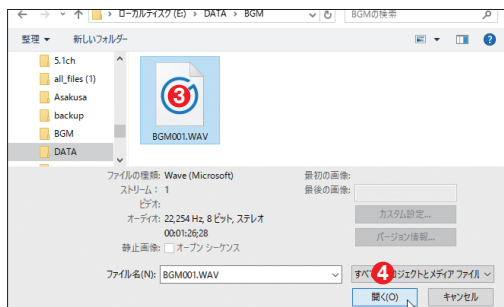 ローカルディスク (E:) › DATA › BGM
BGMの検索
整理 新しいフォルダー
5.1ch
all_files (1)
Asakusa
backup
BGM
DATA
3
BGM001.WAV
ファイルの種類: Wave (Microsoft)
最初の画像:
ストリーム: 1
最後の画像:
ビデオ:
オーディオ: 22,254 Hz, 8 ビット, ステレオ
カスタム設定...
00:01:26;28
バージョン情報...
静止画像: オープン シーケンス
ファイル名(N): BGM001.WAV
4
すべ ロジェクトとメディア ファイル
開く(O) キャンセル